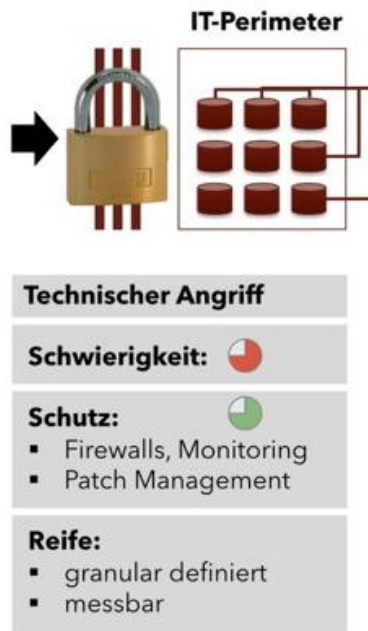 IT-Perimeter
Technischer Angriff
Schwierigkeit:
Schutz:
▪ Firewalls, Monitoring
▪ Patch Management
Reife:
▪ granular definiert
▪ messbar